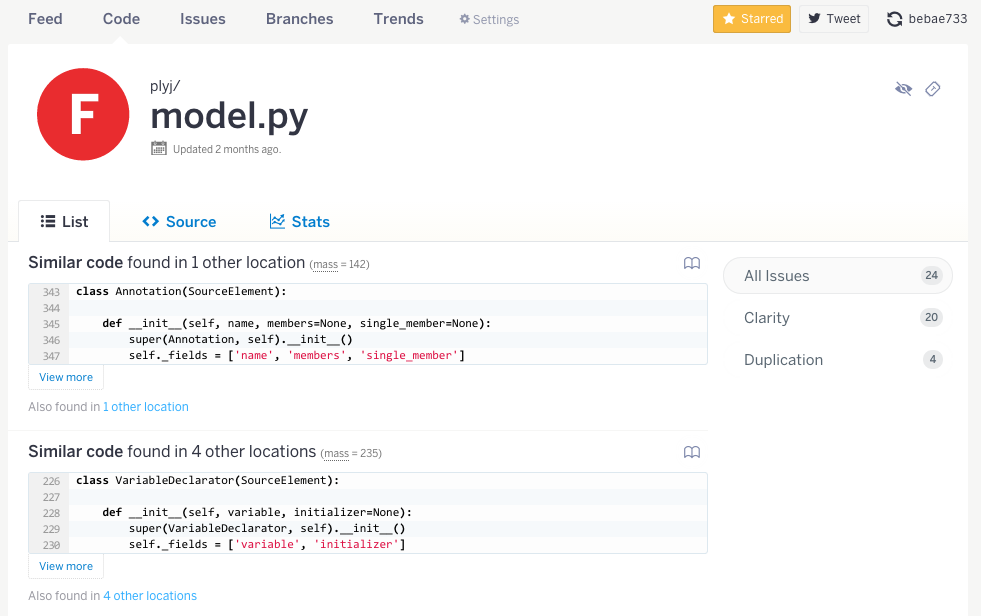 Feed Code Issues Branches Trends Settings Starred Tweet bebae733
F
plyj/
model.py
Updated 2 months ago.
List Source Stats
Similar code found in 1 other location (mass = 142)
343 class Annotation(SourceElement):
344
345 def __init__(self, name, members=None, single_member=None):
346 super(Annotation, self).__init__()
347 self._fields = ['name', 'members', 'single_member']
View more
Also found in 1 other location
Similar code found in 4 other locations (mass = 235)
226 class VariableDeclarator(SourceElement):
227
228 def __init__(self, variable, initializer=None):
229 super(VariableDeclarator, self).__init__()
230 self._fields = ['variable', 'initializer']
View more
Also found in 4 other locations
All Issues 24
Clarity 20
Duplication 4